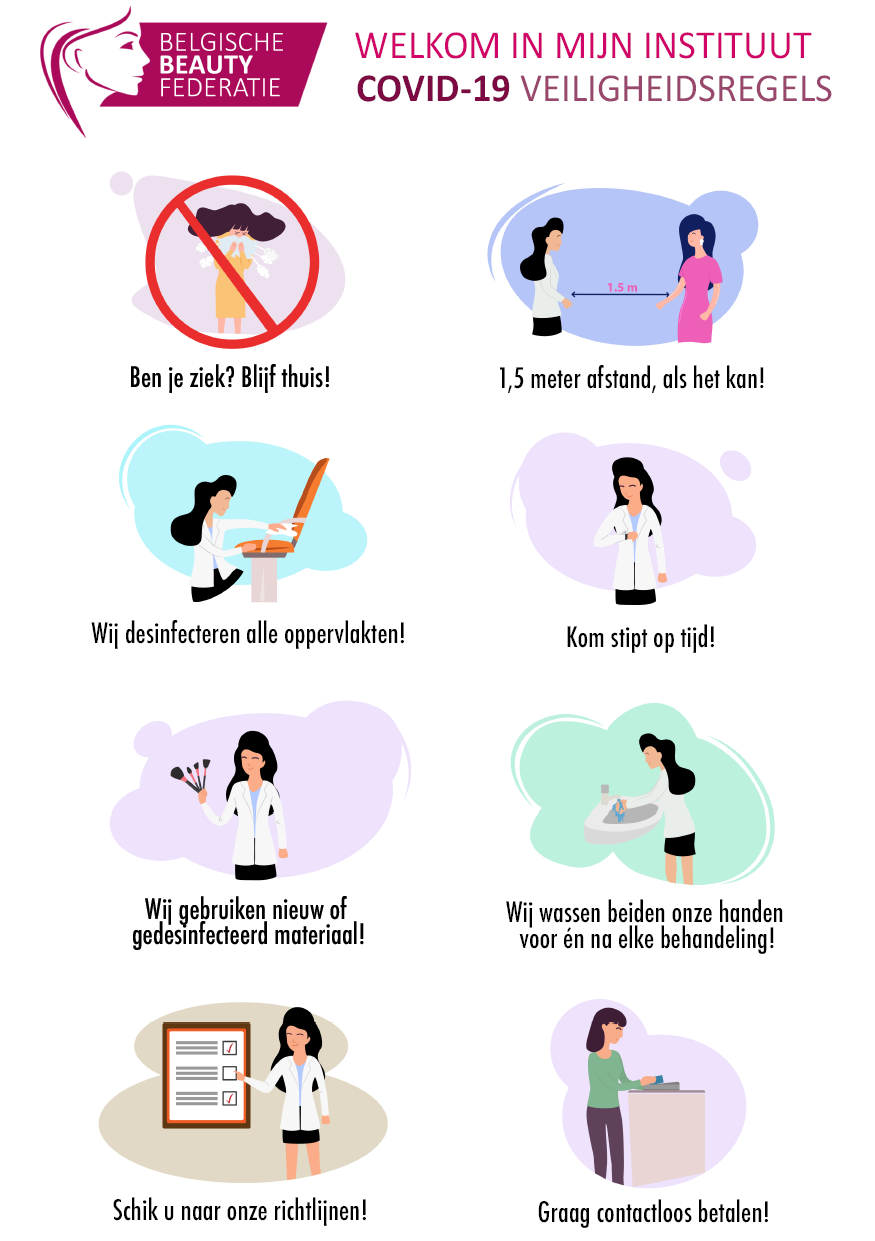 BELGISCHE
BEAUTY
FEDERATIE
WELKOM IN MIJN INSTITUUT
COVID-19 VEILIGHEIDSREGELS
Ben je ziek? Blijf thuis!
1.5 m
1,5 meter afstand, als het kan!
Wij desinfecteren alle oppervlakten!
Kom stipt op tijd!
Wij gebruiken nieuw of
gedesinfecteerd materiaal!
Wij wassen beiden onze handen
voor én na elke behandeling!
Schik u naar onze richtlijnen!
Graag contactloos betalen!